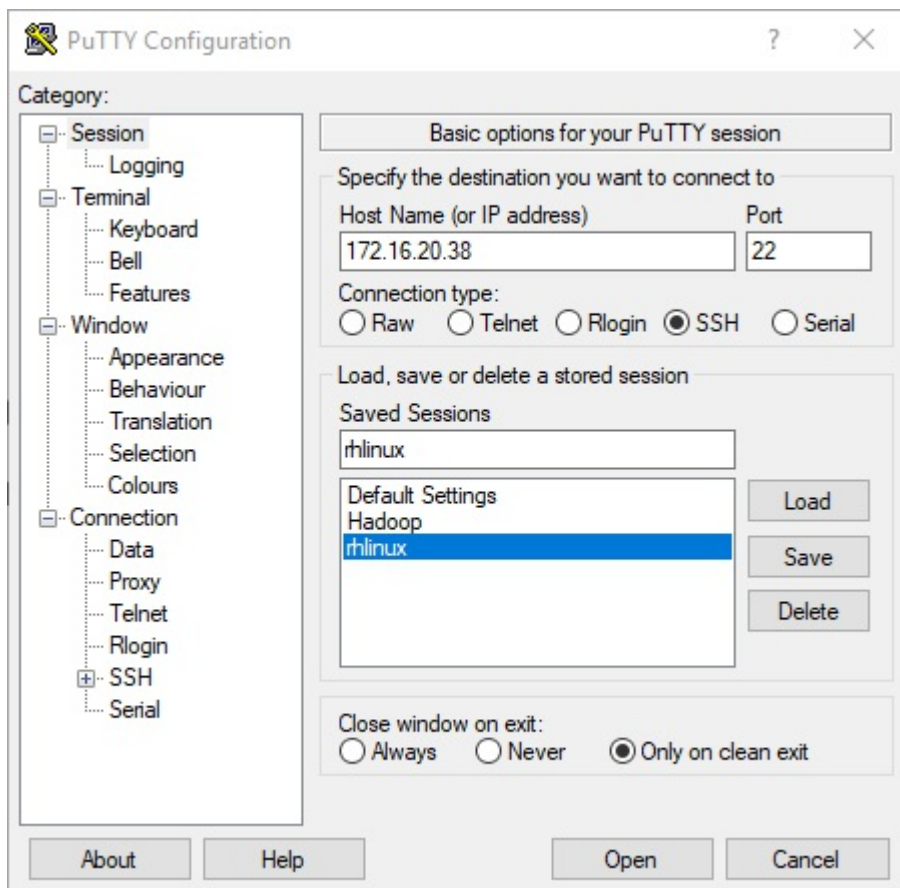 PuTTY Configuration
?
Category:
Session
Logging
Terminal
Keyboard
Bell
Features
Window
Appearance
Behaviour
Translation
Selection
Colours
Connection
Data
Proxy
Telnet
Rlogin
SSH
Serial
Basic options for your PuTTY session
Specify the destination you want to connect to
Host Name (or IP address) Port
172.16.20.38 22
Connection type:
Raw Telnet Rlogin SSH Serial
Load, save or delete a stored session
Saved Sessions
rhlinux
Default Settings
Hadoop
rhlinux
Load
Save
Delete
Close window on exit:
Always Never Only on clean exit
About Help Open Cancel